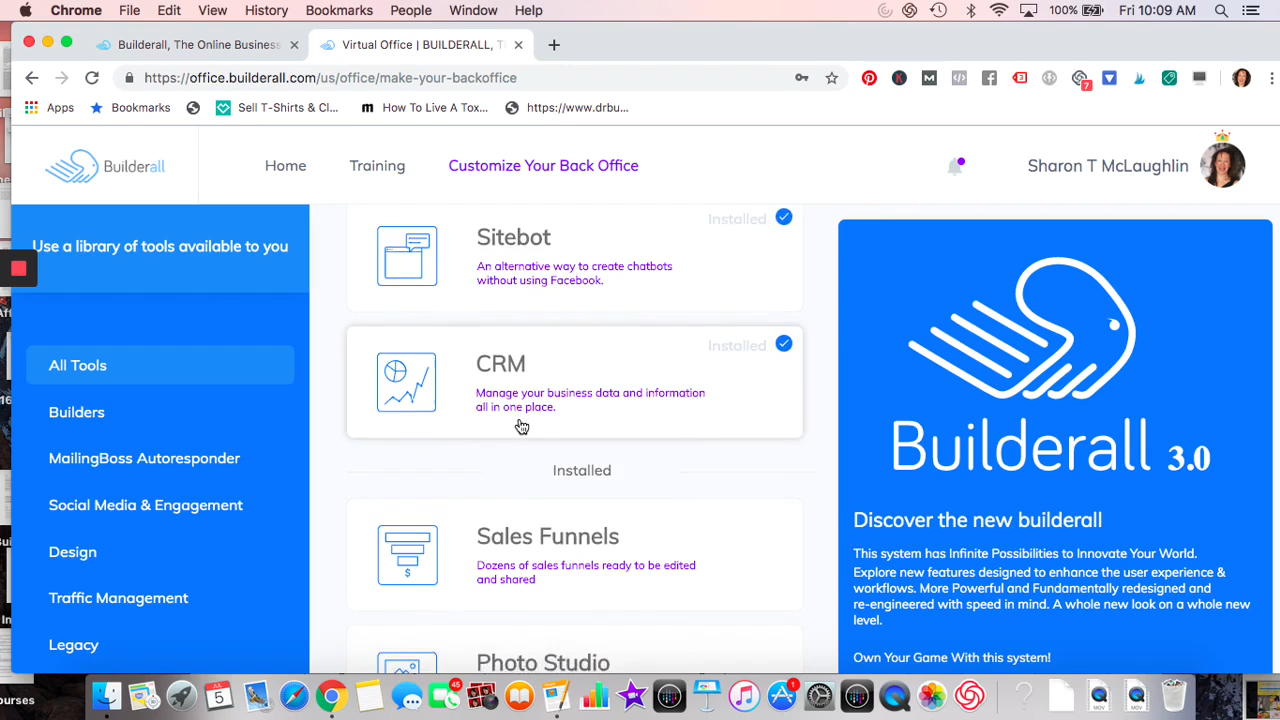 Chrome File Edit View History Bookmarks People Window Help 100% Fri 10:09 AM
Builderall, The Online Business Virtual Office | BUILDERALL, T
https://office.builderall.com/us/office/make-your-backoffice 3 7
Apps Bookmarks Sell T-Shirts & Cl... m How To Live A Tox... https://www.drbu...
Builderall Home Training Customize Your Back Office Sharon T McLaughlin
Use a library of tools available to you
All Tools
Builders
MailingBoss Autoresponder
Social Media & Engagement
Design
Traffic Management
Legacy
Installed
Sitebot
An alternative way to create chatbots
without using Facebook.
Installed
CRM
Manage your business data and information
all in one place.
Installed
Sales Funnels
Dozens of sales funnels ready to be edited
and shared
Photo Studio
Builderall 3.0
Discover the new builderall
This system has Infinite Possibilities to Innovate Your World.
Explore new features designed to enhance the user experience &
workflows. More Powerful and Fundamentally redesigned and
re-engineered with speed in mind. A whole new look on a whole new
level.
Own Your Game With this system!
ourses
5 45 1